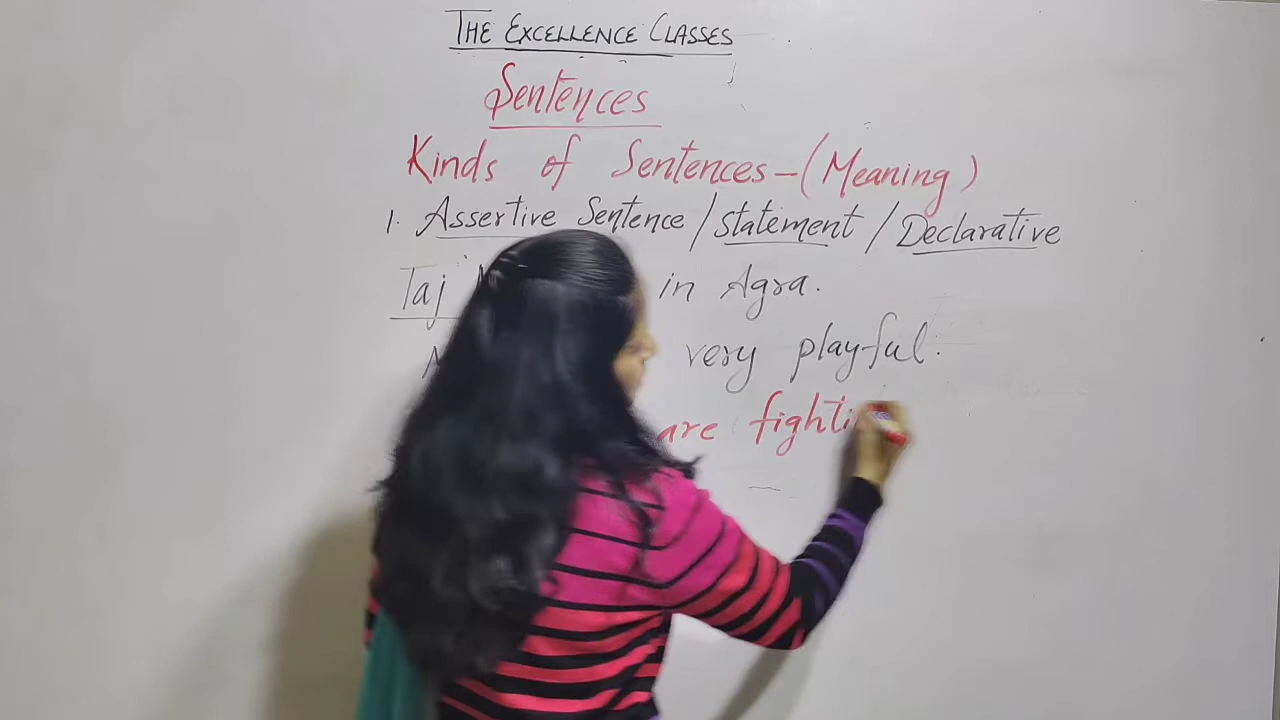 THE EXCELLENCE CLASSES
Sentences
Kinds of Sentences-(Meaning)
1. Assertive Sentence / Statement / Declarative
Taj in Agra.
very playful.
are fighti